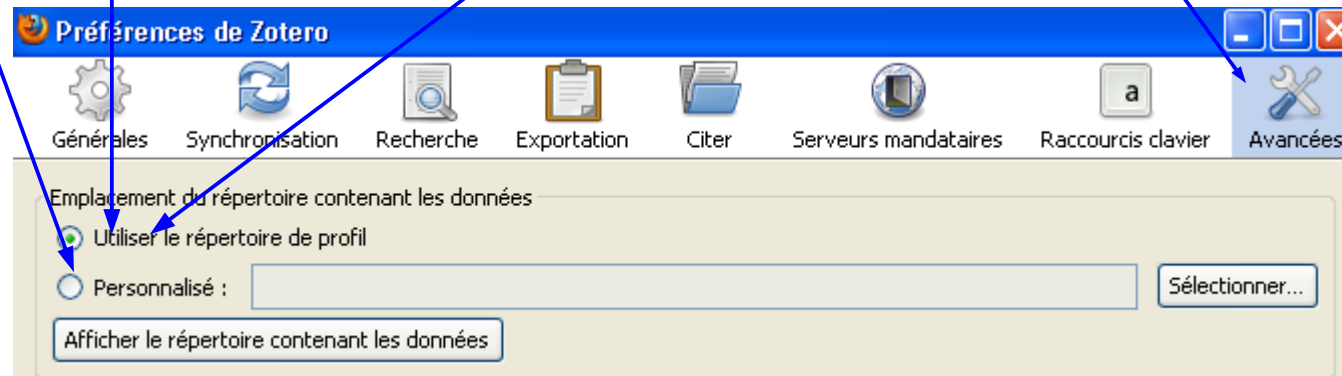 Préférences de Zotero
Générales Synchronisation Recherche Exportation Citer Serveurs mandataires Raccourcis clavier Avancées
a
Emplacement du répertoire contenant les données
Utiliser le répertoire de profil
Personnalisé : Sélectionner...
Afficher le répertoire contenant les données